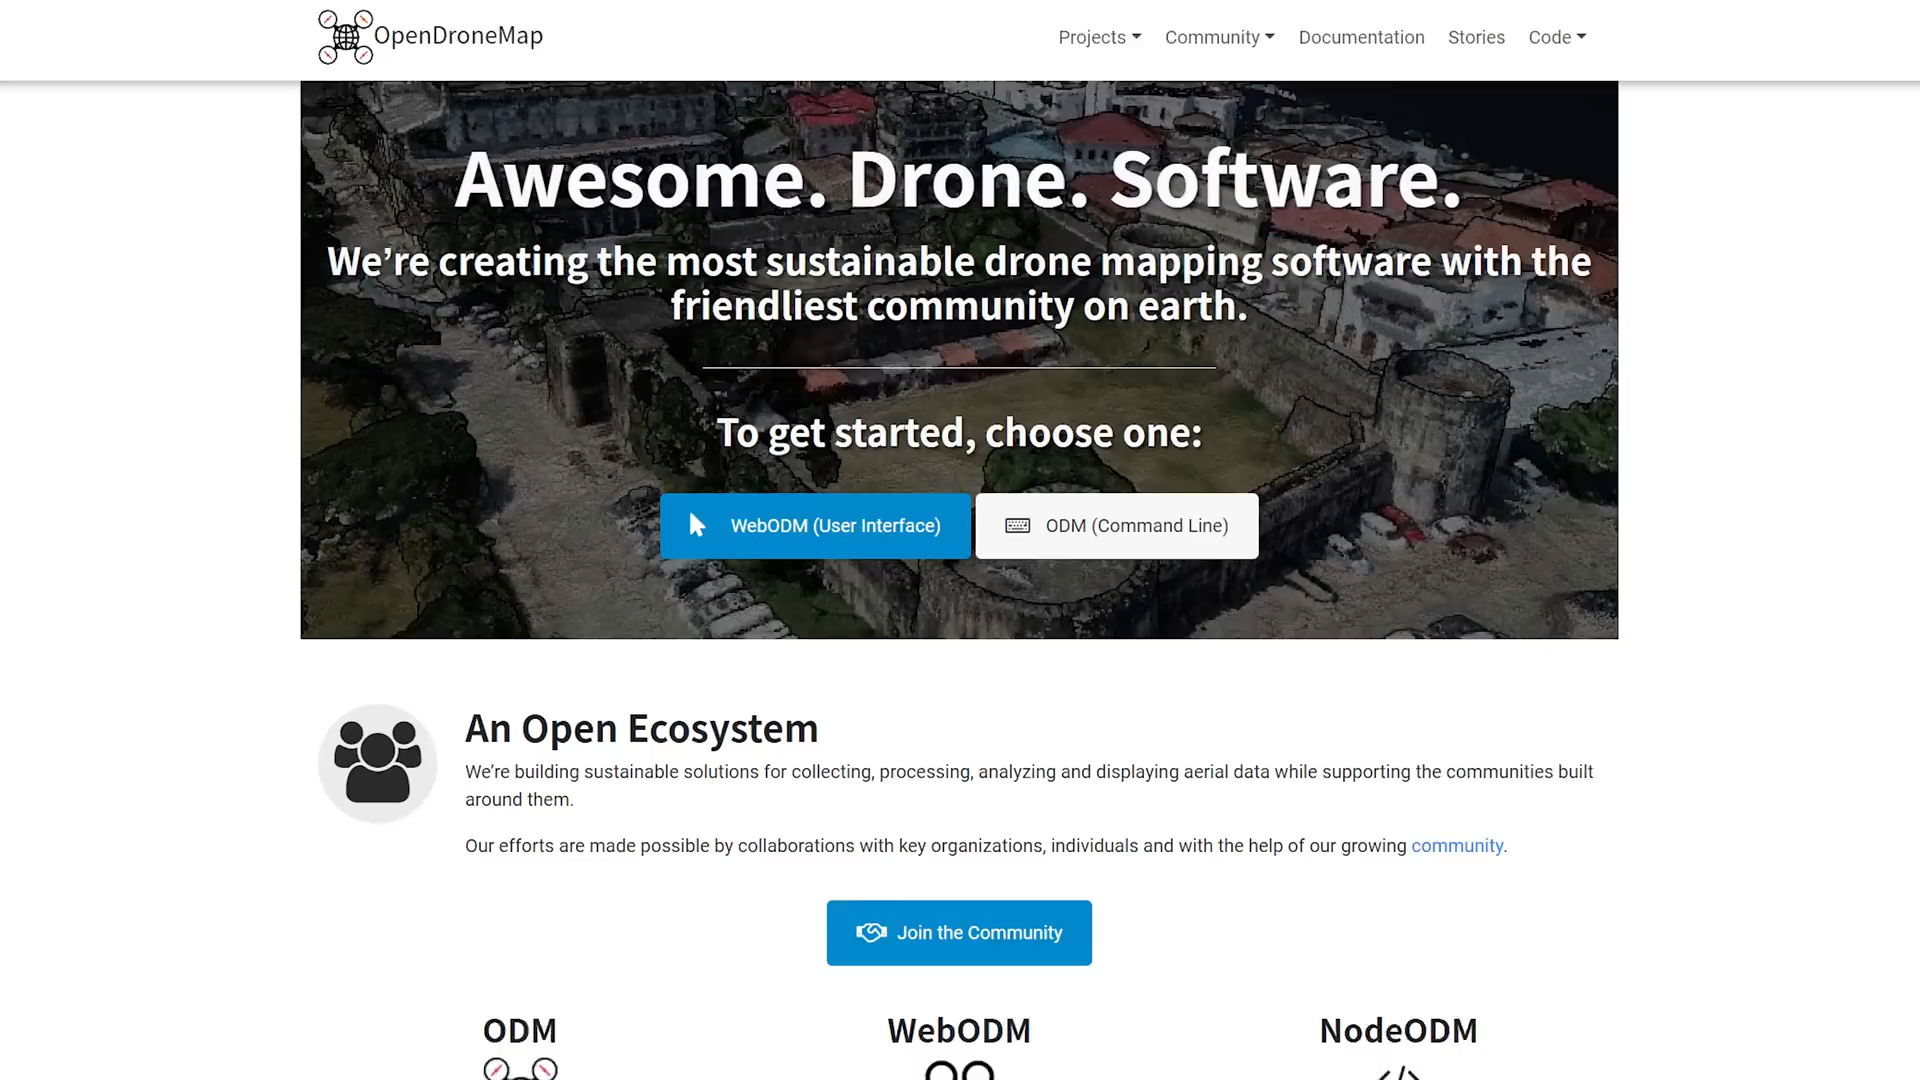 OpenDroneMap
Projects
Community
Documentation
Stories
Code
Awesome. Drone. Software.
We're creating the most sustainable drone mapping software with the
friendliest community on earth.
To get started, choose one:
WebODM (User Interface)
ODM (Command Line)
An Open Ecosystem
We're building sustainable solutions for collecting, processing, analyzing and displaying aerial data while supporting the communities built
around them.
Our efforts are made possible by collaborations with key organizations, individuals and with the help of our growing community.
Join the Community
ODM
WebODM
NodeODM